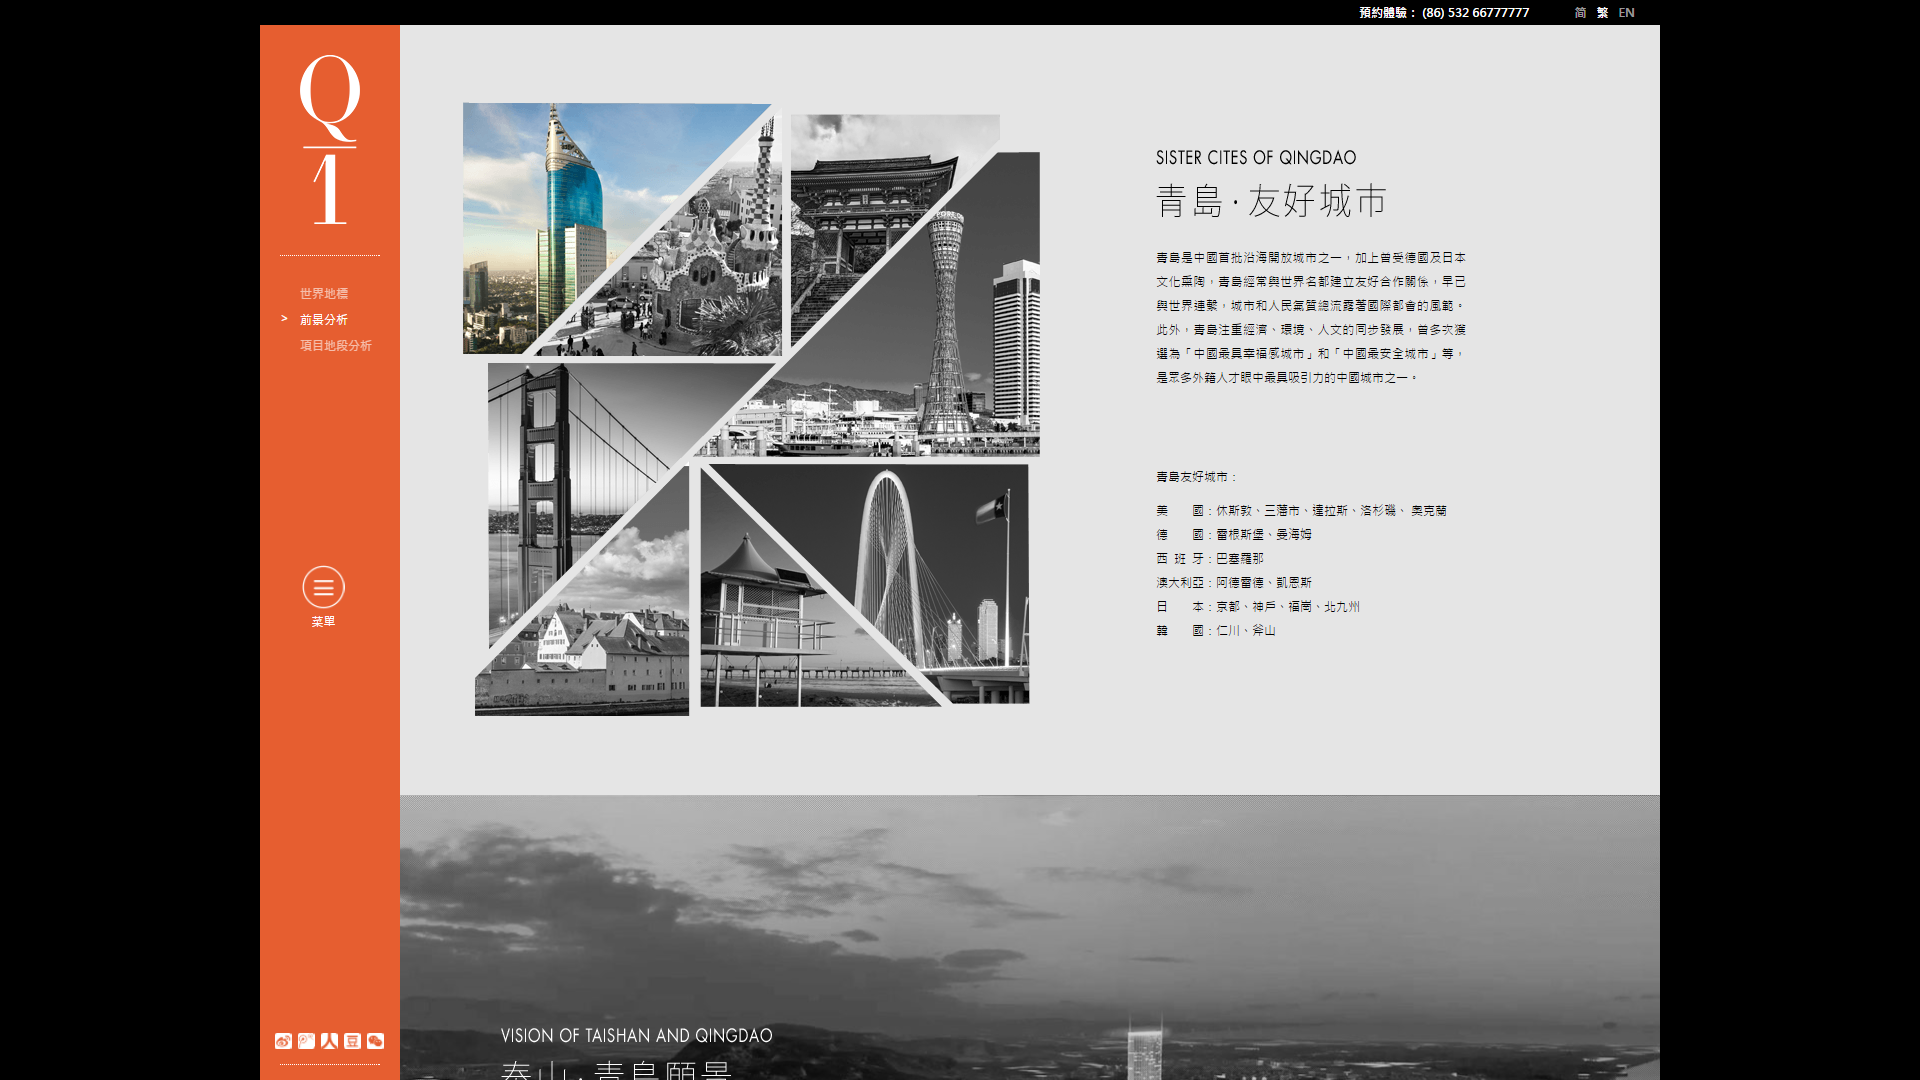 預約體驗： (86) 532 66777777
简 繁 EN
Q
1
世界地標
> 前景分析
項目地段分析
菜單
SISTER CITES OF QINGDAO
青島·友好城市
青島是中國首批沿海開放城市之一，加上曾受德國及日本
文化熏陶，青島經常與世界名都建立友好合作關係，早已
與世界連繫，城市和人民氣質總流露著國際都會的風範。
此外，青島注重經濟、環境、人文的同步發展，曾多次獲
選為「中國最具幸福感城市」和「中國最安全城市」等，
是眾多外籍人才眼中最具吸引力的中國城市之一。
青島友好城市：
美　　國：休斯敦、三藩市、達拉斯、洛杉磯、 奧克蘭
德　　國：雷根斯堡、曼海姆
西 班 牙：巴塞羅那
澳大利亞：阿德雷德、凱恩斯
日　　本：京都、神戶、福崗、北九州
韓　　國：仁川、斧山
VISION OF TAISHAN AND QINGDAO
泰山·青島願景